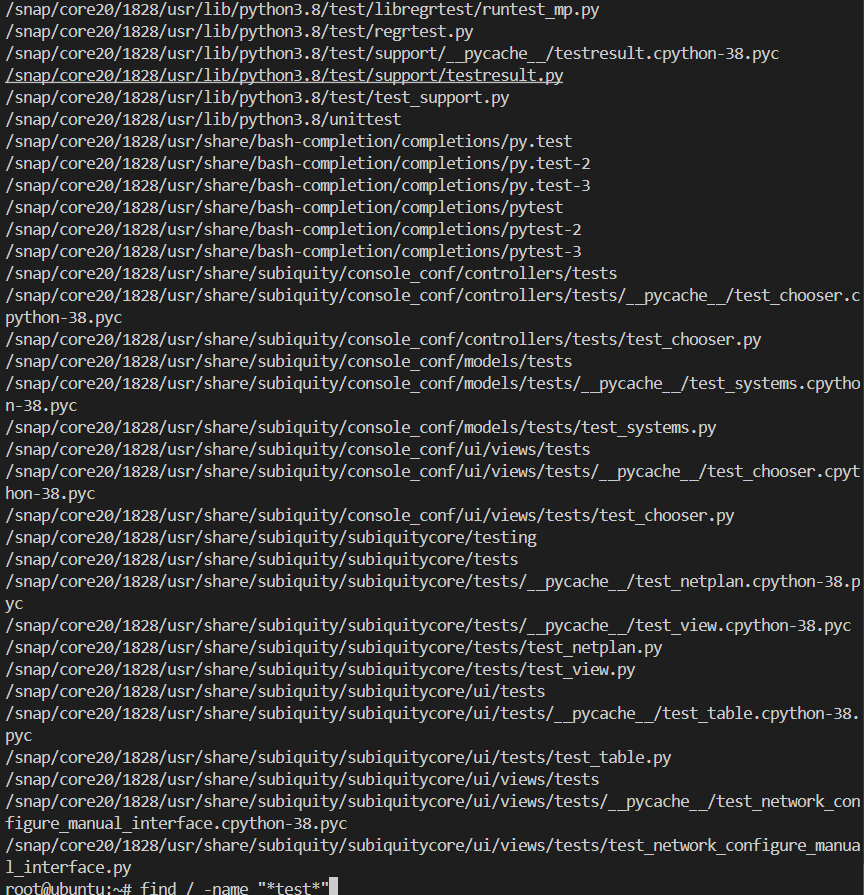 /snap/core20/1828/usr/lib/python3.8/test/libregrtest/runtest_mp.py
/snap/core20/1828/usr/lib/python3.8/test/regrtest.py
/snap/core20/1828/usr/lib/python3.8/test/support/__pycache__/testresult.cpython-38.pyc
/snap/core20/1828/usr/lib/python3.8/test/support/testresult.py
/snap/core20/1828/usr/lib/python3.8/test/test_support.py
/snap/core20/1828/usr/lib/python3.8/unittest
/snap/core20/1828/usr/share/bash-completion/completions/py.test
/snap/core20/1828/usr/share/bash-completion/completions/py.test-2
/snap/core20/1828/usr/share/bash-completion/completions/py.test-3
/snap/core20/1828/usr/share/bash-completion/completions/pytest
/snap/core20/1828/usr/share/bash-completion/completions/pytest-2
/snap/core20/1828/usr/share/bash-completion/completions/pytest-3
/snap/core20/1828/usr/share/subiquity/console_conf/controllers/tests
/snap/core20/1828/usr/share/subiquity/console_conf/controllers/tests/__pycache__/test_chooser.c
python-38.pyc
/snap/core20/1828/usr/share/subiquity/console_conf/controllers/tests/test_chooser.py
/snap/core20/1828/usr/share/subiquity/console_conf/models/tests
/snap/core20/1828/usr/share/subiquity/console_conf/models/tests/__pycache__/test_systems.cpytho
n-38.pyc
/snap/core20/1828/usr/share/subiquity/console_conf/models/tests/test_systems.py
/snap/core20/1828/usr/share/subiquity/console_conf/ui/views/tests
/snap/core20/1828/usr/share/subiquity/console_conf/ui/views/tests/__pycache__/test_chooser.cpyt
hon-38.pyc
/snap/core20/1828/usr/share/subiquity/console_conf/ui/views/tests/test_chooser.py
/snap/core20/1828/usr/share/subiquity/subiquitycore/testing
/snap/core20/1828/usr/share/subiquity/subiquitycore/tests
/snap/core20/1828/usr/share/subiquity/subiquitycore/tests/__pycache__/test_netplan.cpython-38.p
yc
/snap/core20/1828/usr/share/subiquity/subiquitycore/tests/__pycache__/test_view.cpython-38.pyc
/snap/core20/1828/usr/share/subiquity/subiquitycore/tests/test_netplan.py
/snap/core20/1828/usr/share/subiquity/subiquitycore/tests/test_view.py
/snap/core20/1828/usr/share/subiquity/subiquitycore/ui/tests
/snap/core20/1828/usr/share/subiquity/subiquitycore/ui/tests/__pycache__/test_table.cpython-38.
pyc
/snap/core20/1828/usr/share/subiquity/subiquitycore/ui/tests/test_table.py
/snap/core20/1828/usr/share/subiquity/subiquitycore/ui/views/tests
/snap/core20/1828/usr/share/subiquity/subiquitycore/ui/views/tests/__pycache__/test_network_con
figure_manual_interface.cpython-38.pyc
/snap/core20/1828/usr/share/subiquity/subiquitycore/ui/views/tests/test_network_configure_manua
l_interface.py
root@ubuntu:~# find / -name "*test*"